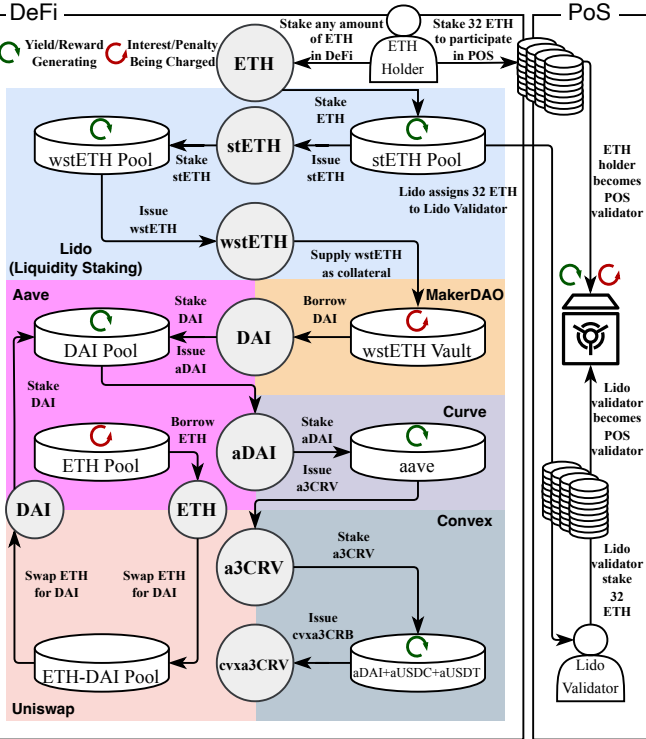 DeFi
PoS
Yield/Reward
Generating
Interest/Penalty
Being Charged
Stake any amount
of ETH
in DeFi
ETH
Holder
Stake 32 ETH
to participate
in POS
ETH
Stake
ETH
wstETH Pool
Stake
stETH
stETH
Issue
stETH
stETH Pool
ETH
holder
becomes
POS
validator
Lido assigns 32 ETH
to Lido Validator
Issue
wstETH
wstETH
Supply wstETH
as collateral
Lido
(Liquidity Staking)
Aave
MakerDAO
Stake
DAI
Issue
aDAI
DAI Pool
DAI
Borrow
DAI
wstETH Vault
Stake
DAI
Curve
Borrow
ETH
ETH Pool
aDAI
Stake
aDAI
Issue
a3CRV
aave
Lido
validator
becomes
POS
validator
DAI
ETH
Convex
a3CRV
Stake
a3CRV
Swap ETH
for DAI
Swap ETH
for DAI
Lido
validator
stake
32
ETH
Issue
cvxa3CRB
cvxa3CRV
aDAI+aUSDC+aUSDT
ETH-DAI Pool
Uniswap
Lido
Validator